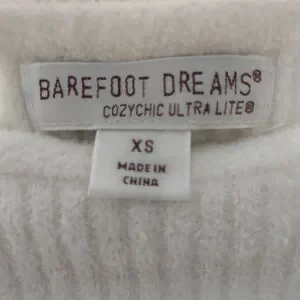 BAREFOOT DREAMS®
COZYCHIC ULTRA LITE®
XS
MADE IN
CHINA